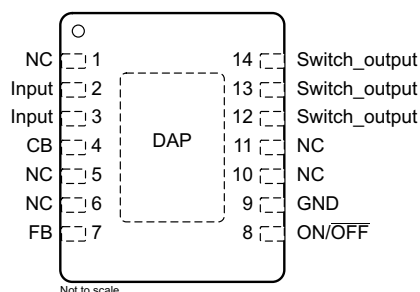 NC 1 14 Switch_output
Input 2 13 Switch_output
Input 3 12 Switch_output
CB 4 DAP 11 NC
NC 5 10 NC
NC 6 9 GND
FB 7 8 ON/OFF
Not to scale